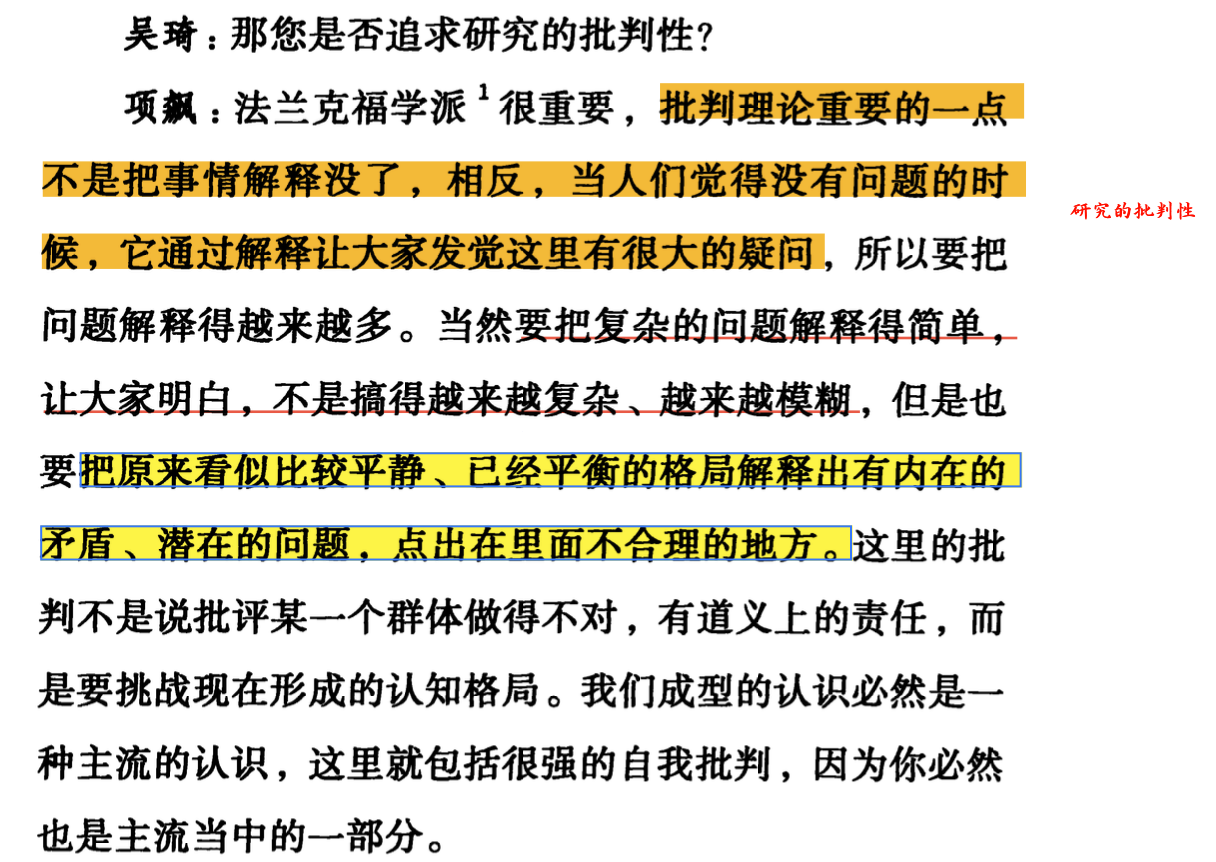 吴琦：那您是否追求研究的批判性？
项飙：法兰克福学派1很重要，批判理论重要的一点
不是把事情解释没了，相反，当人们觉得没有问题的时
候，它通过解释让大家发觉这里有很大的疑问，所以要把
问题解释得越来越多。当然要把复杂的问题解释得简单，
让大家明白，不是搞得越来越复杂、越来越模糊，但是也
要把原来看似比较平静、已经平衡的格局解释出有内在的
矛盾、潜在的问题，点出在里面不合理的地方。这里的批
判不是说批评某一个群体做得不对，有道义上的责任，而
是要挑战现在形成的认知格局。我们成型的认识必然是一
种主流的认识，这里就包括很强的自我批判，因为你必然
也是主流当中的一部分。
研究的批判性